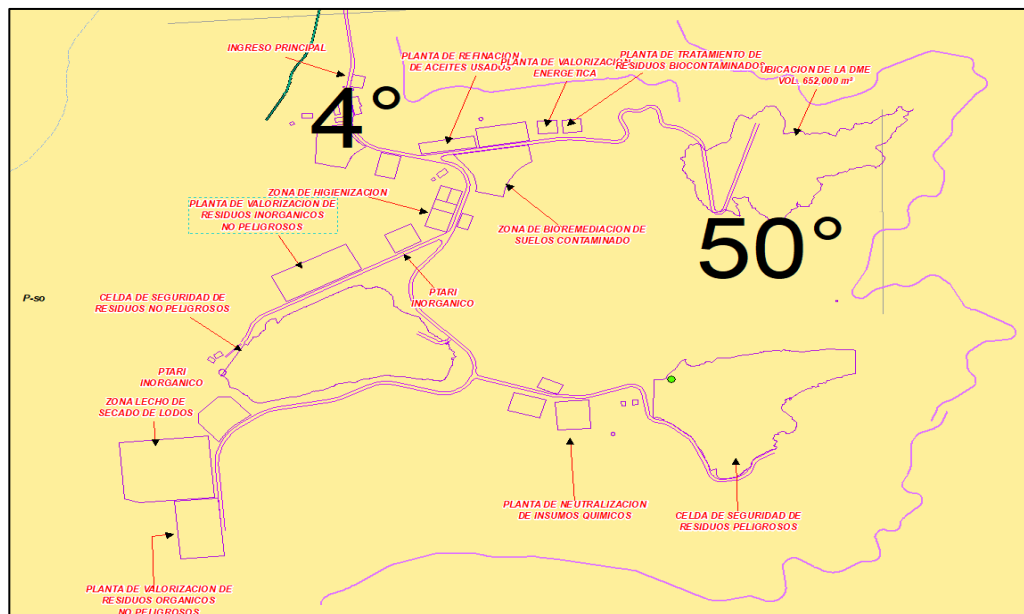 INGRESO PRINCIPAL
PLANTA DE REFINACION
DE ACEITES USADOS
PLANTA DE VALORIZACION
ENERGETICA
PLANTA DE TRATAMIENTO DE
RESIDUOS BIOCONTAMINADOS
UBICACION DE LA DME
VOL: 652,000 m³
4°
ZONA DE HIGIENIZACION
PLANTA DE VALORIZACION DE
RESIDUOS INORGANICOS
NO PELIGROSOS
ZONA DE BIOREMEDIACION DE
SUELOS CONTAMINADO
50°
P-so
CELDA DE SEGURIDAD DE
RESIDUOS NO PELIGROSOS
PTARI
INORGANICO
PTARI
INORGANICO
ZONA LECHO DE
SECADO DE LODOS
PLANTA DE NEUTRALIZACION
DE INSUMOS QUIMICOS
CELDA DE SEGURIDAD DE
RESIDUOS PELIGROSOS
PLANTA DE VALORIZACION DE
RESIDUOS ORGANICOS
NO PELIGROSOS